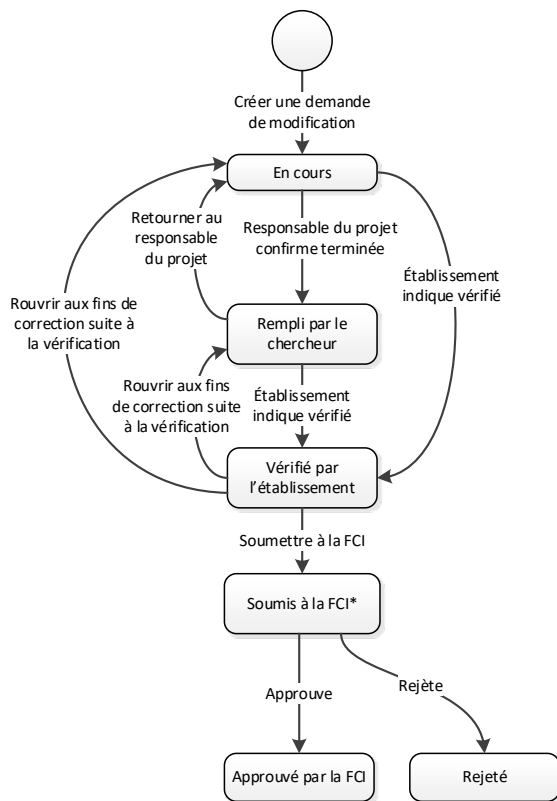 Créer une demande
de modification
En cours
Retourner au
responsable
du projet
Responsable du projet
confirme terminée
Établissement
indique vérifié
Rouvrir aux fins de
correction suite à
la vérification
Rempli par le
chercheur
Rouvrir aux fins
de correction suite
à la vérification
Établissement
indique vérifié
Vérifié par
l’établissement
Soumettre à la FCI
Soumis à la FCI*
Approuve
Rejète
Approuvé par la FCI
Rejeté